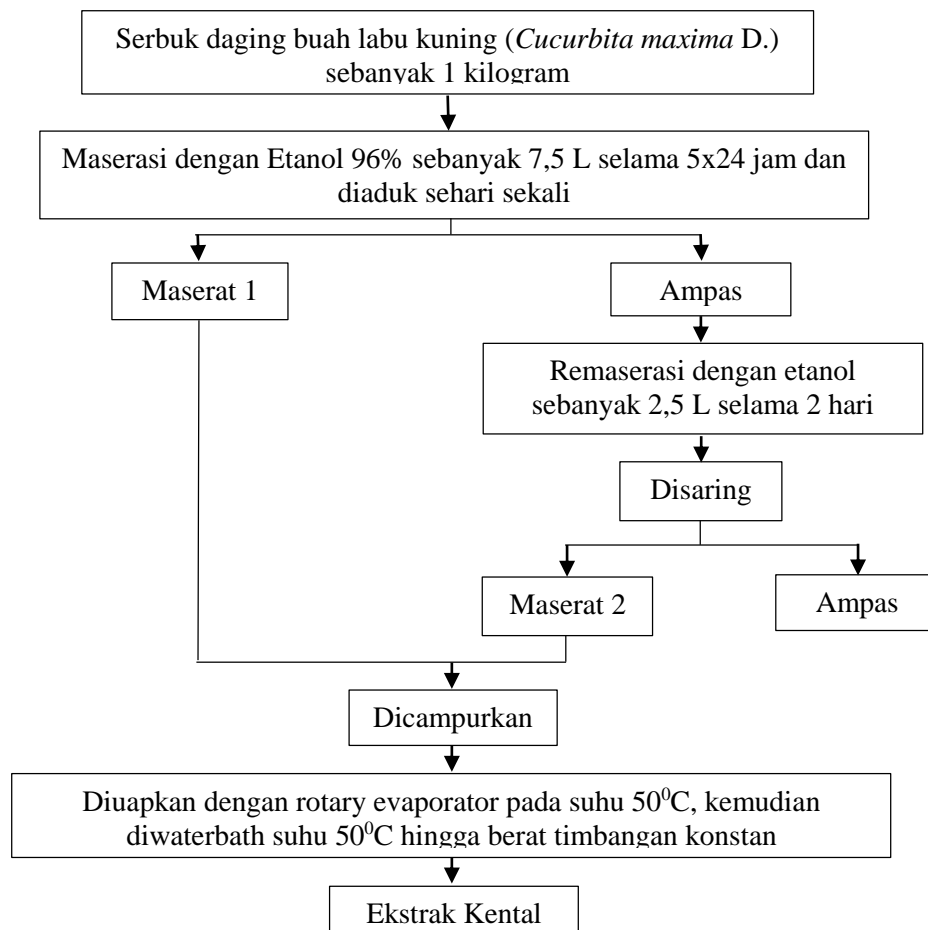 Serbuk daging buah labu kuning (Cucurbita maxima D.)
sebanyak 1 kilogram
Maserasi dengan Etanol 96% sebanyak 7,5 L selama 5x24 jam dan
diaduk sehari sekali
Maserat 1
Ampas
Remaserasi dengan etanol
sebanyak 2,5 L selama 2 hari
Disaring
Maserat 2
Ampas
Dicampurkan
Diuapkan dengan rotary evaporator pada suhu 50⁰C, kemudian
diwaterbath suhu 50⁰C hingga berat timbangan konstan
Ekstrak Kental